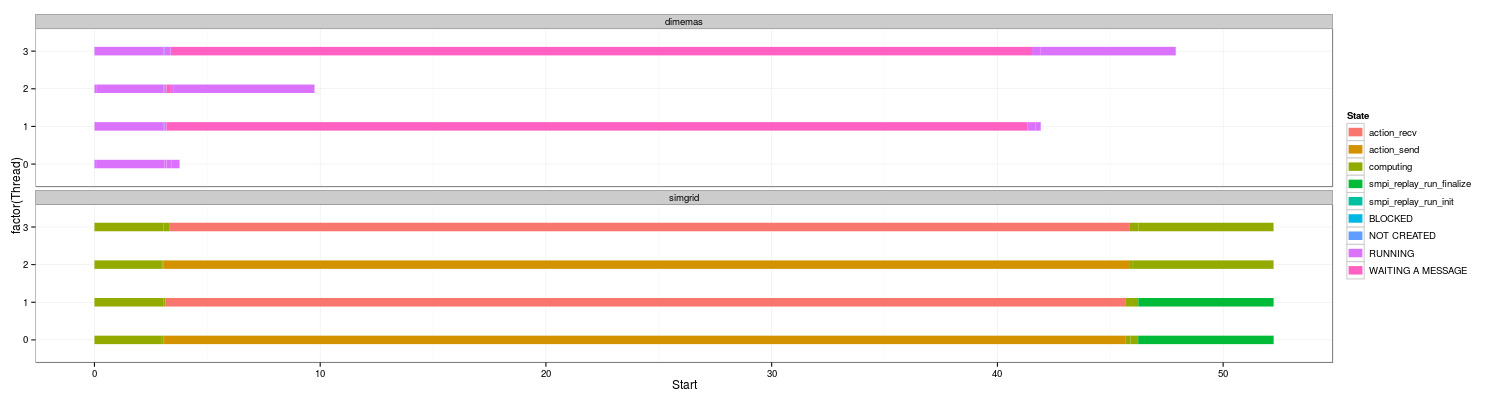 dimemas
3
2
1
0
factor(Thread)
simgrid
3
2
1
0
0 10 20 30 40 50
Start
State
action_recv
action_send
computing
smpi_replay_run_finalize
smpi_replay_run_init
BLOCKED
NOT CREATED
RUNNING
WAITING A MESSAGE